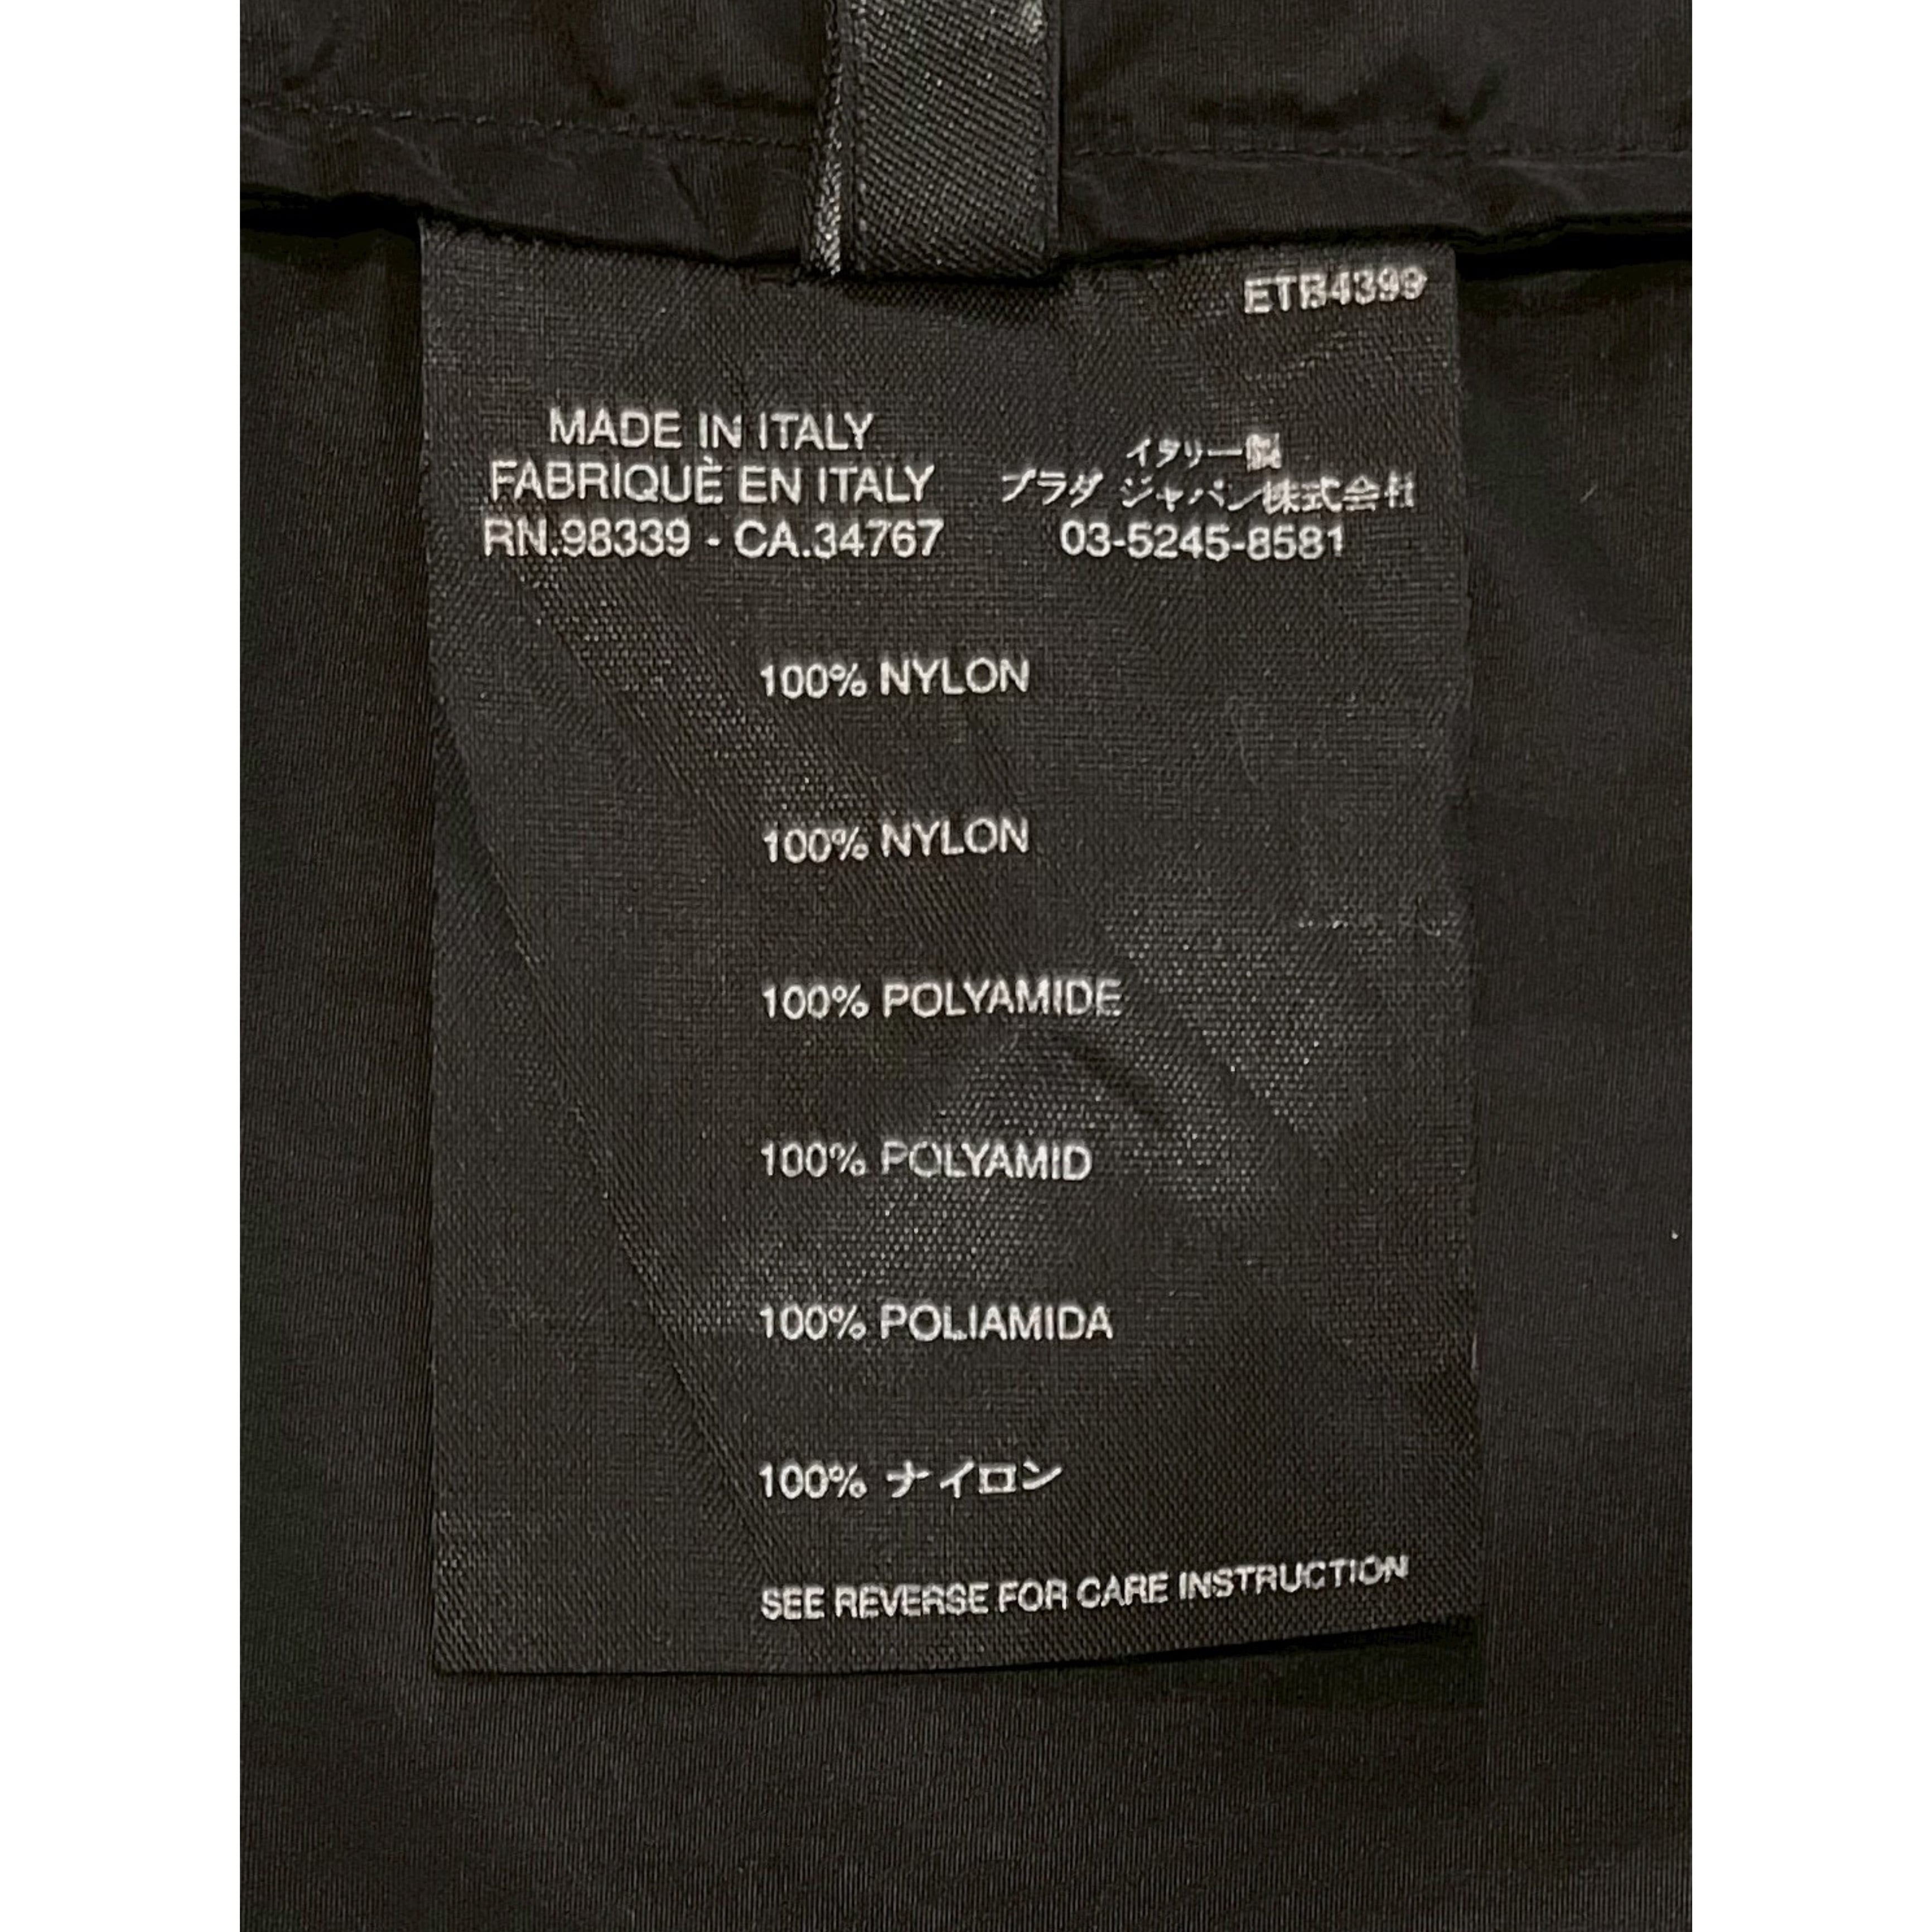 ETB4399
MADE IN ITALY
FABRIQUÈ EN ITALY
RN.98339 - CA.34767
イタリー製
プラダ ジャパン株式会社
03-5245-8581
100% NYLON
100% NYLON
100% POLYAMIDE
100% POLYAMID
100% POLIAMIDA
100% ナイロン
SEE REVERSE FOR CARE INSTRUCTION